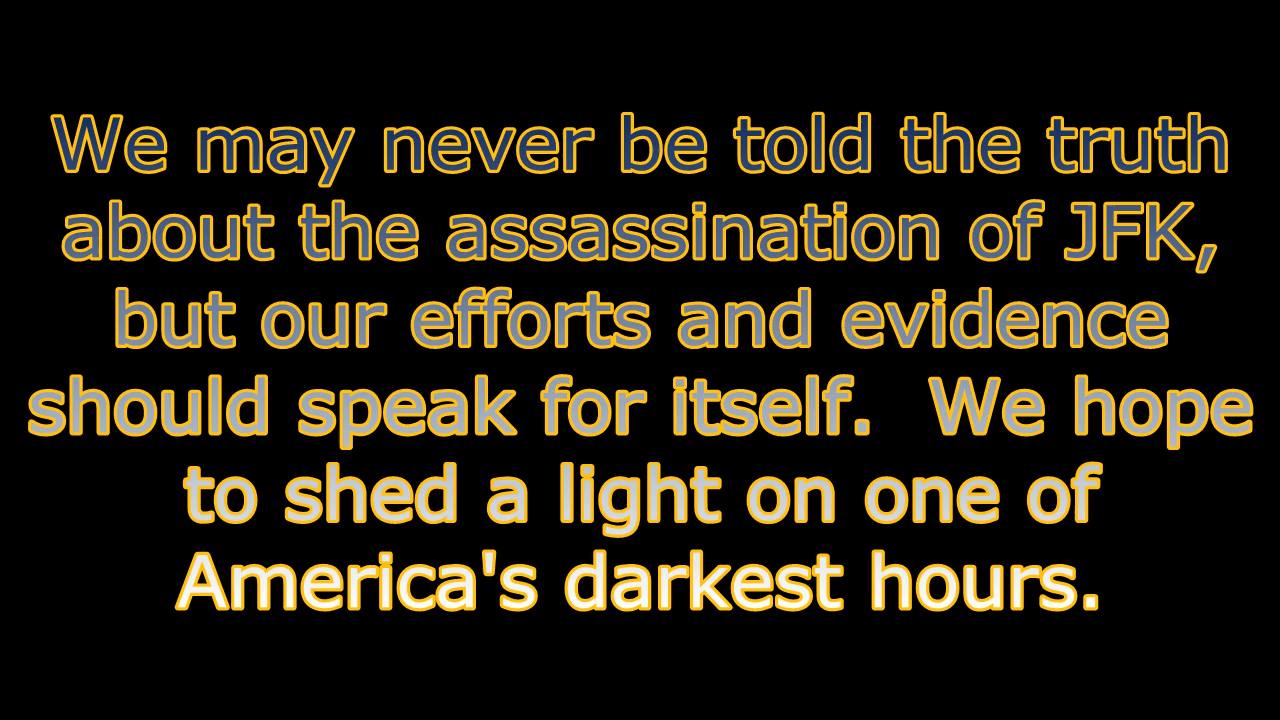 We may never be told the truth
about the assassination of JFK,
but our efforts and evidence
should speak for itself.  We hope
to shed a light on one of
America's darkest hours.